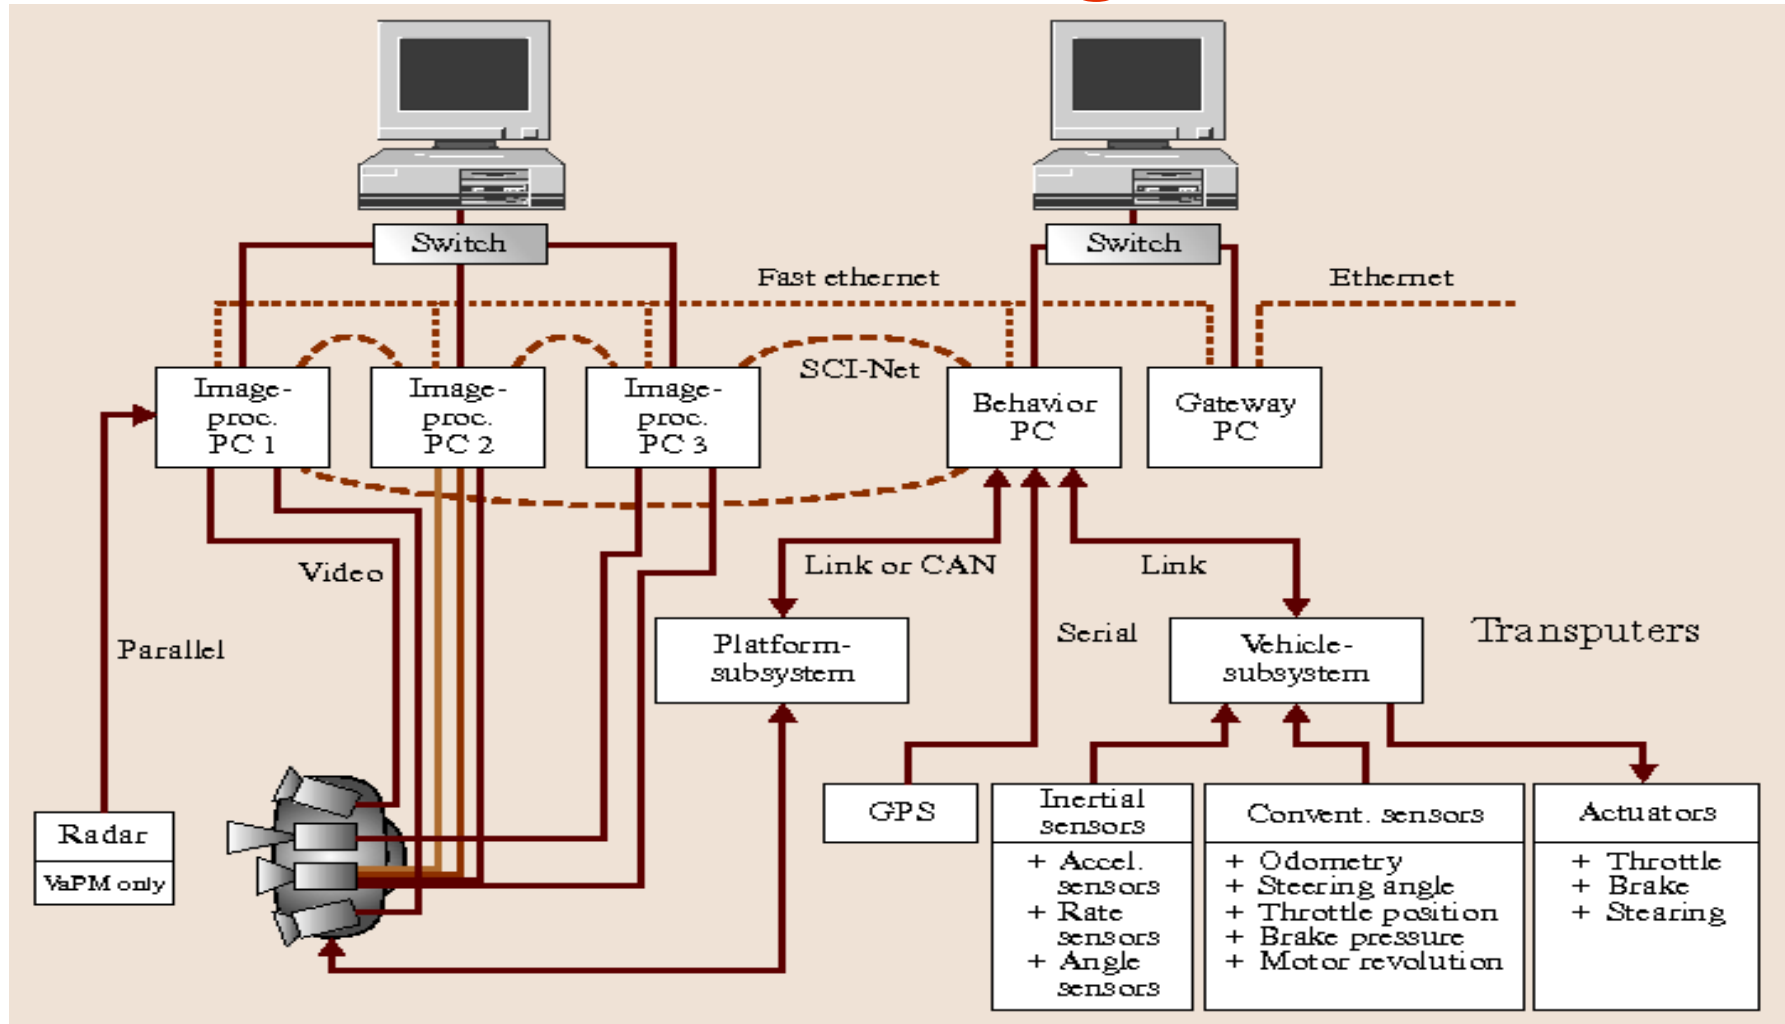 Switch
Switch
Fast ethernet
Ethernet
SCI-Net
Image-
proc.
PC 1
Image-
proc.
PC 2
Image-
proc.
PC 3
Behavior
PC
Gateway
PC
Video
Link or CAN
Link
Parallel
Platform-
subsystem
Serial
Vehicle-
subsystem
Transputers
Radar
VaPM only
GPS
Inertial
sensors
+ Accel.
sensors
+ Rate
sensors
+ Angle
sensors
Convent. sensors
+ Odometry
+ Steering angle
+ Throttle position
+ Brake pressure
+ Motor revolution
Actuators
+ Throttle
+ Brake
+ Stearing